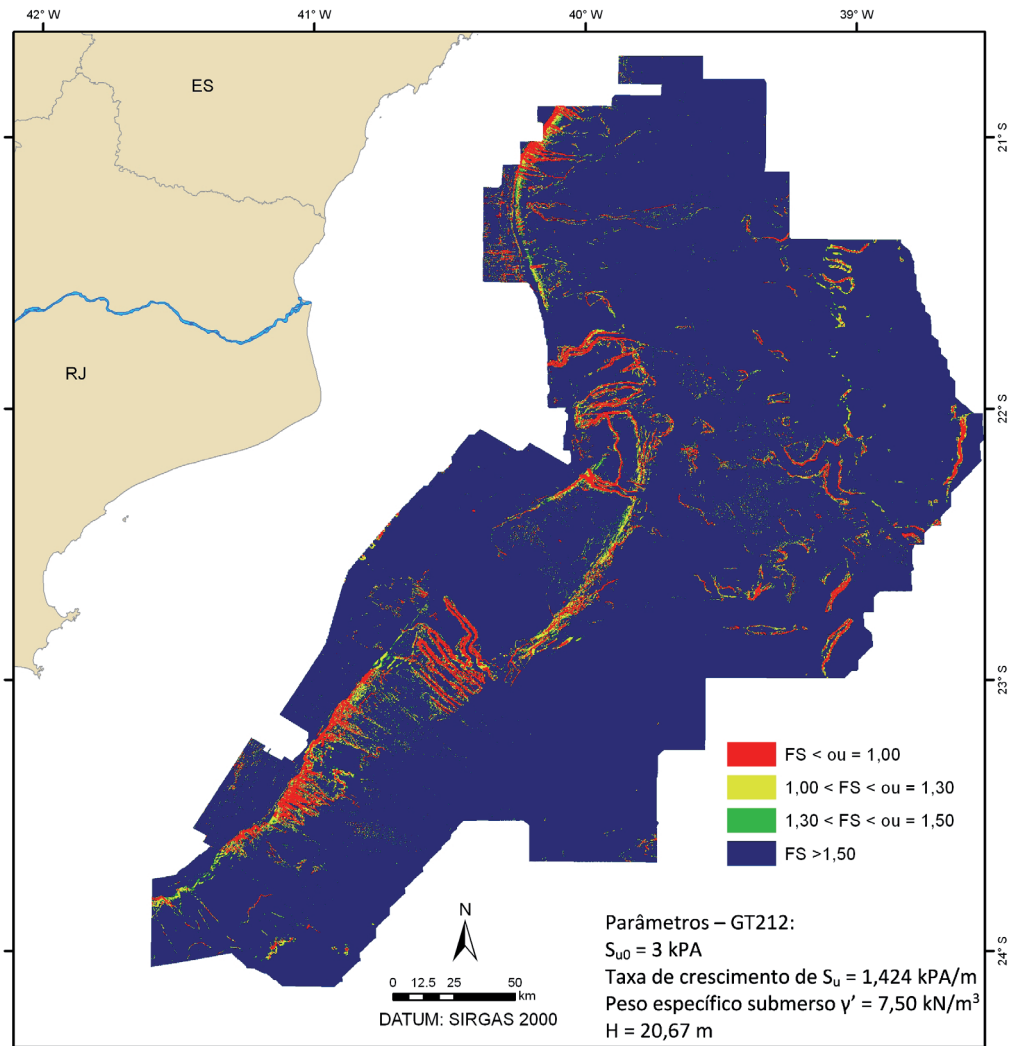 42° W
41° W
40° W
39° W
ES
21° S
RJ
22° S
23° S
FS < ou = 1,00
1,00 < FS < ou = 1,30
1,30 < FS < ou = 1,50
FS >1,50
N
0 12.5 25 50
km
DATUM: SIRGAS 2000
Parâmetros – GT212:
Su0 = 3 kPa
Taxa de crescimento de Su = 1,424 kPa/m
Peso específico submerso γ' = 7,50 kN/m³
H = 20,67 m
24° S